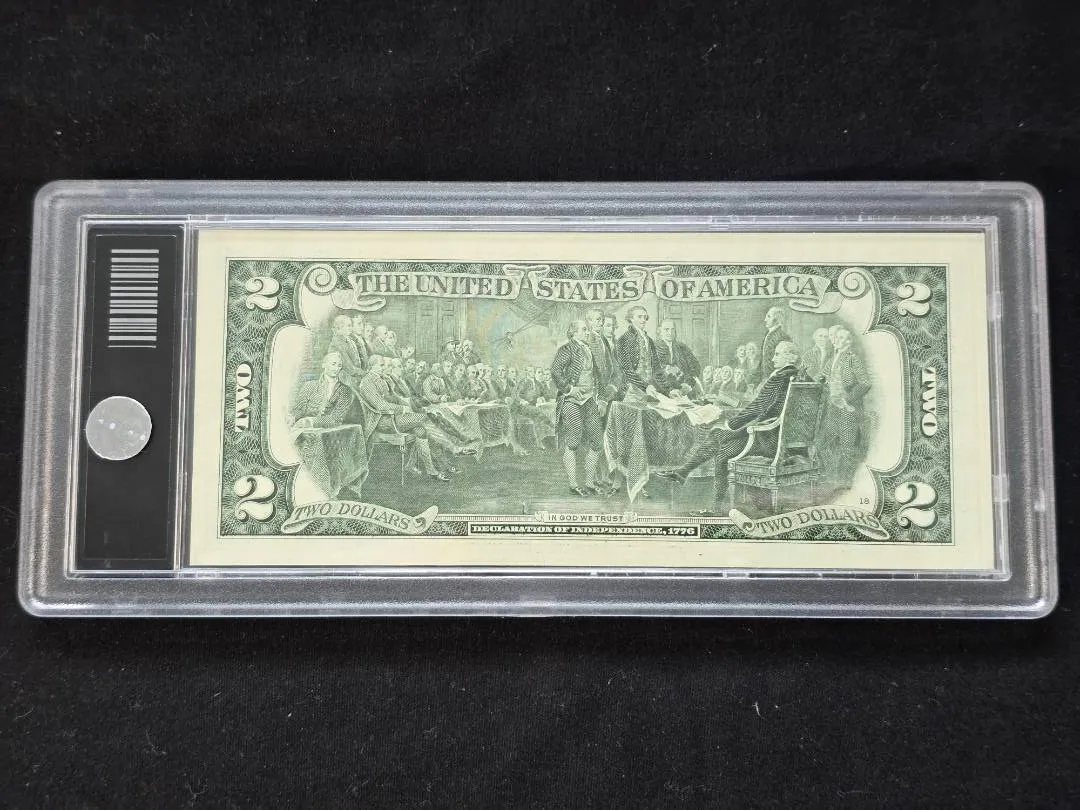 THE UNITED STATES OF AMERICA
2
2
TWO
TWO
2
2
18
TWO DOLLARS
IN GOD WE TRUST
TWO DOLLARS
DECLARATION OF INDEPENDENCE, 1776